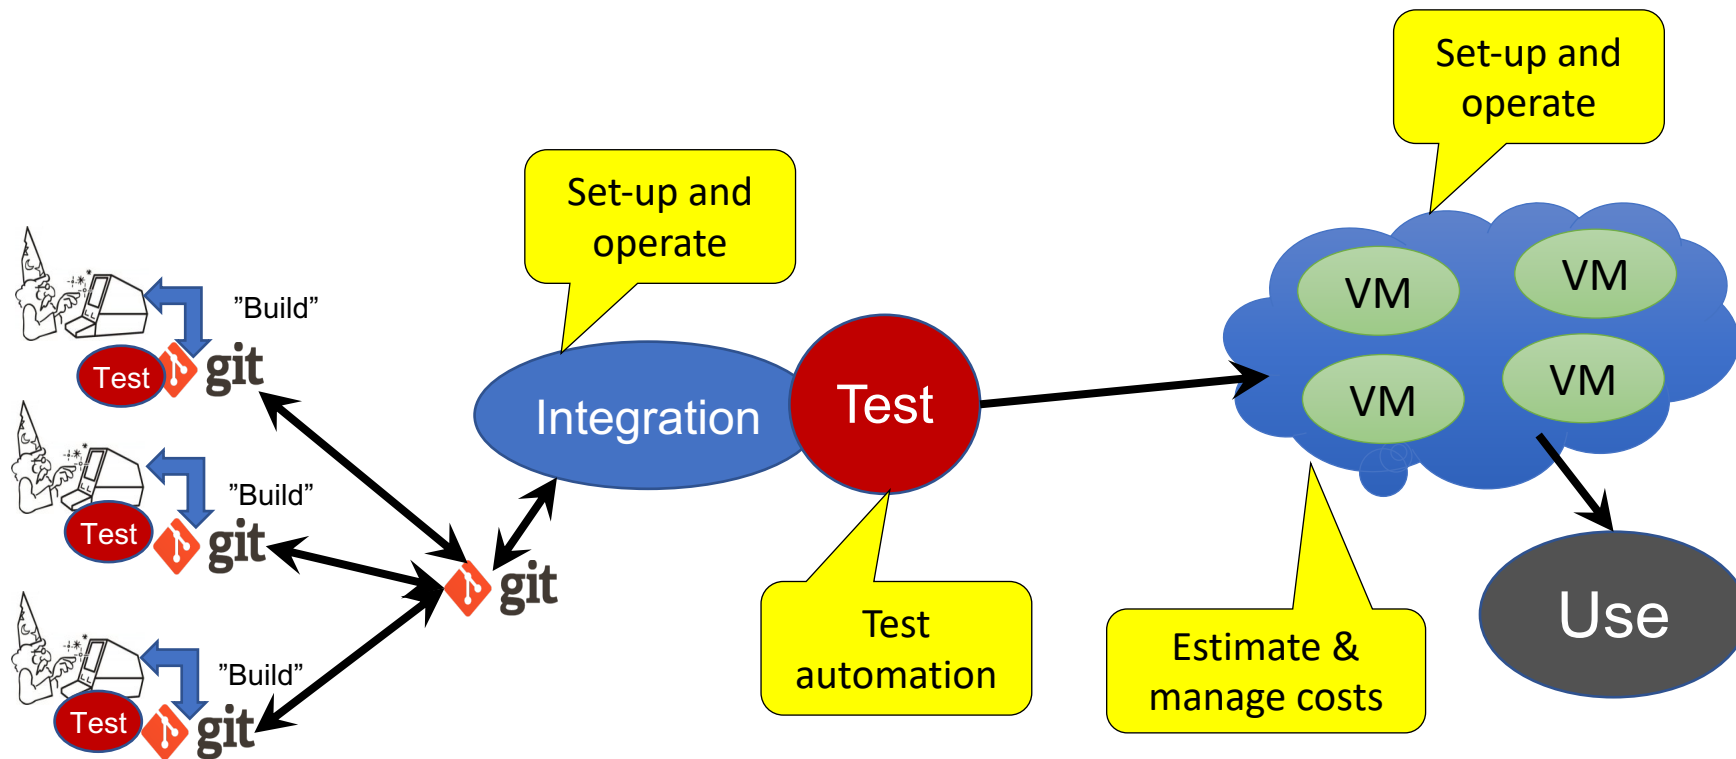 Set-up and
operate
Set-up and
operate
VM
VM
VM
VM
”Build”
Test
git
”Build”
Test
git
”Build”
Test
git
git
Integration
Test
Test
automation
Estimate &
manage costs
Use